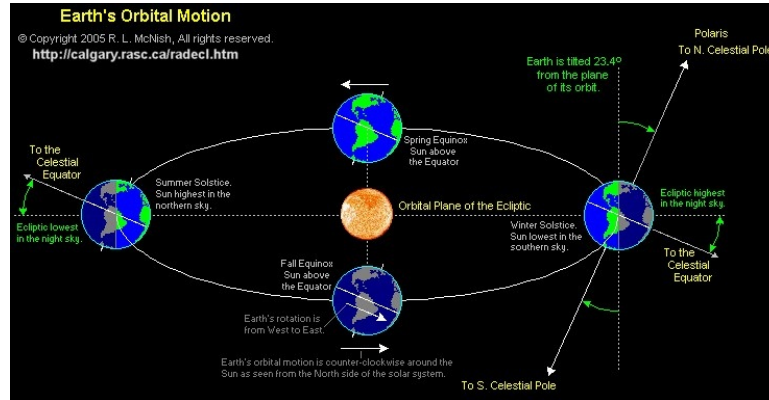 Earth's Orbital Motion
© Copyright 2005 R. L. McNish, All rights reserved.
http://calgary.rasc.ca/radecl.htm
Polaris
To N. Celestial Pole
Earth is tilted 23.4º
from the plane
of its orbit.
Spring Equinox
Sun above
the Equator
To the
Celestial
Equator
Summer Solstice.
Sun highest in the
northern sky.
Ecliptic lowest
in the night sky.
Orbital Plane of the Ecliptic
Ecliptic highest
in the night sky.
Winter Solstice.
Sun lowest in the
southern sky.
To the
Celestial
Equator
Fall Equinox
Sun above
the Equator
Earth's rotation is
from West to East.
Earth's orbital motion is counter-clockwise around the
Sun as seen from the North side of the solar system.
To S. Celestial Pole